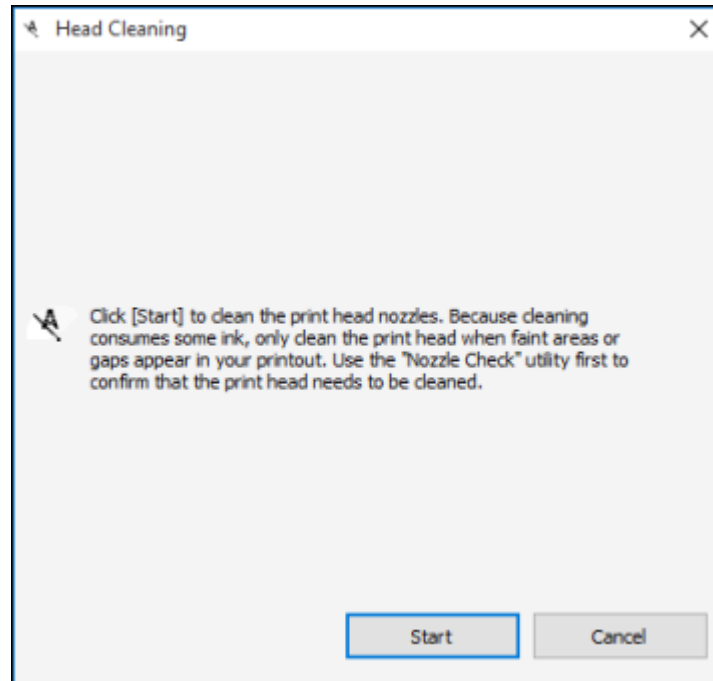 Head Cleaning
Click [Start] to clean the print head nozzles. Because cleaning
consumes some ink, only clean the print head when faint areas or
gaps appear in your printout. Use the "Nozzle Check" utility first to
confirm that the print head needs to be cleaned.
Start
Cancel